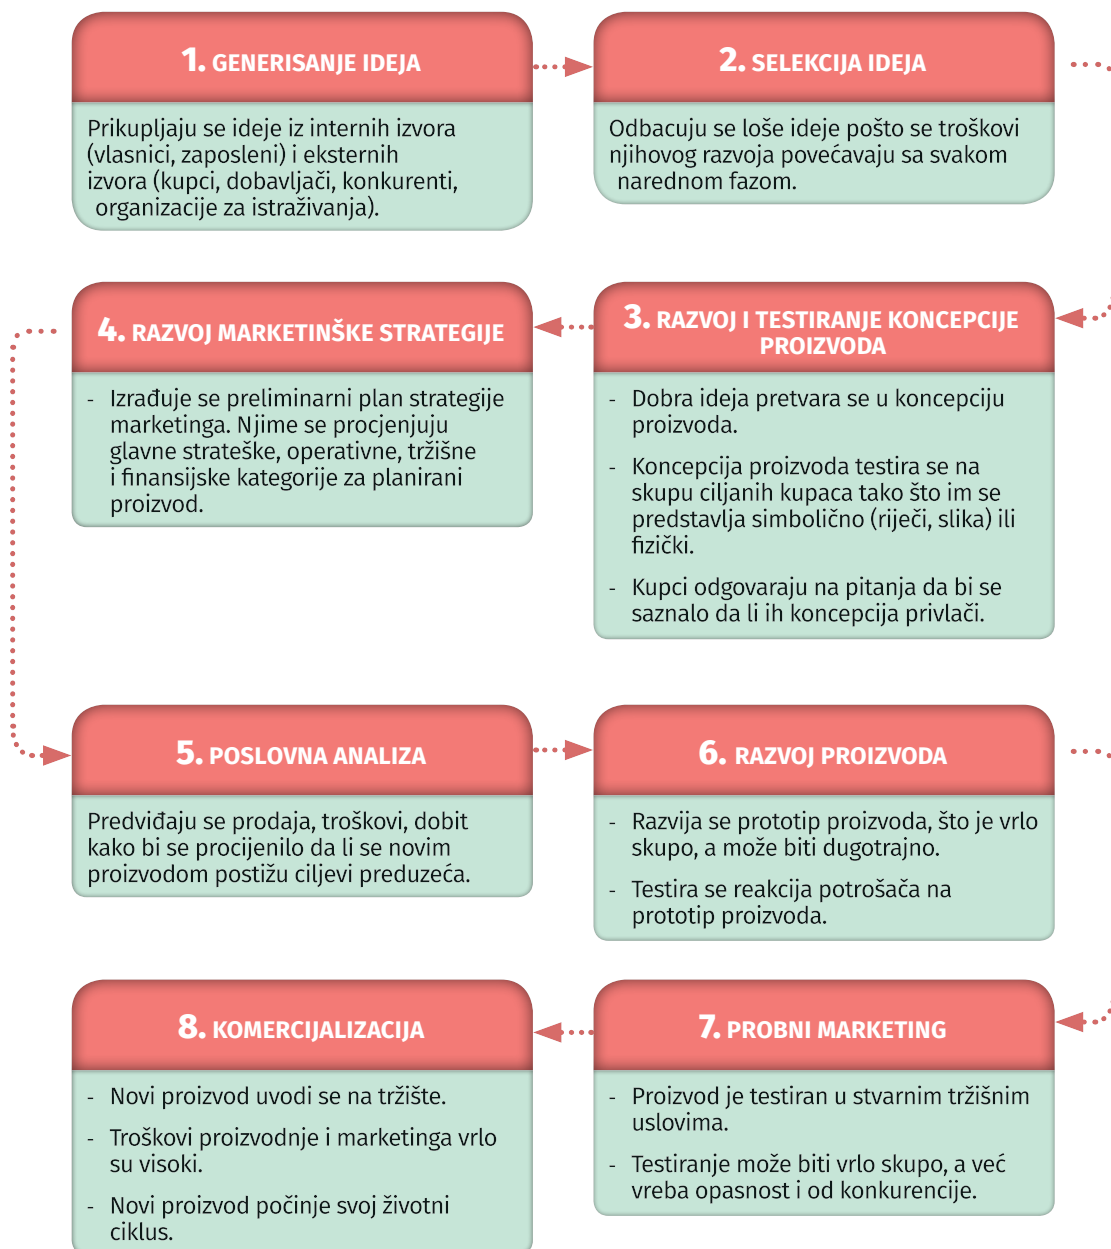 1. GENERISANJE IDEJA
Prikupljaju se ideje iz internih izvora
(vlasnici, zaposleni) i eksternih
izvora (kupci, dobavljači, konkurenti,
organizacije za istraživanja).
2. SELEKCIJA IDEJA
Odbacuju se loše ideje pošto se troškovi
njihovog razvoja povećavaju sa svakom
narednom fazom.
3. RAZVOJ I TESTIRANJE KONCEPCIJE
PROIZVODA
- Dobra ideja pretvara se u koncepciju
proizvoda.
- Koncepcija proizvoda testira se na
skupu ciljanih kupaca tako što im se
predstavlja simbolično (riječi, slika) ili
fizički.
- Kupci odgovaraju na pitanja da bi se
saznalo da li ih koncepcija privlači.
4. RAZVOJ MARKETINŠKE STRATEGIJE
- Izrađuje se preliminarni plan strategije
marketinga. Njime se procjenjuju
glavne strateške, operativne, tržišne
i finansijske kategorije za planirani
proizvod.
5. POSLOVNA ANALIZA
Predviđaju se prodaja, troškovi, dobit
kako bi se procijenilo da li se novim
proizvodom postižu ciljevi preduzeća.
6. RAZVOJ PROIZVODA
- Razvija se prototip proizvoda, što je vrlo
skupo, a može biti dugotrajno.
- Testira se reakcija potrošača na
prototip proizvoda.
7. PROBNI MARKETING
- Proizvod je testiran u stvarnim tržišnim
uslovima.
- Testiranje može biti vrlo skupo, a već
vreba opasnost i od konkurencije.
8. KOMERCIJALIZACIJA
- Novi proizvod uvodi se na tržište.
- Troškovi proizvodnje i marketinga vrlo
su visoki.
- Novi proizvod počinje svoj životni
ciklus.